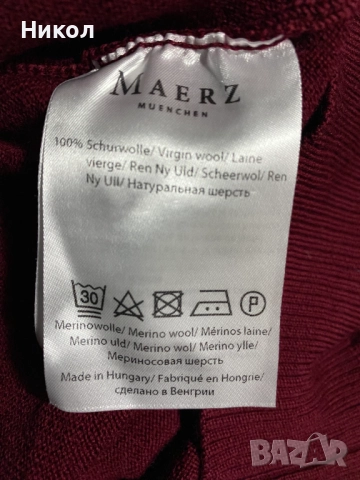 Никол
MAERZ
MUENCHEN
100% Schurwolle/ Virgin wool/ Laine
vierge/ Ren Ny Uld/ Scheerwol/ Ren
Ny Ull/ Натуральная шерсть
30
P
Merinowolle/ Merino wool/ Mérinos laine/
Merino uld/ Merino wol/ Merino ylle/
Мериносовая шерсть
Made in Hungary/ Fabriqué en Hongrie/
сделано в Венгрии
BAZAR